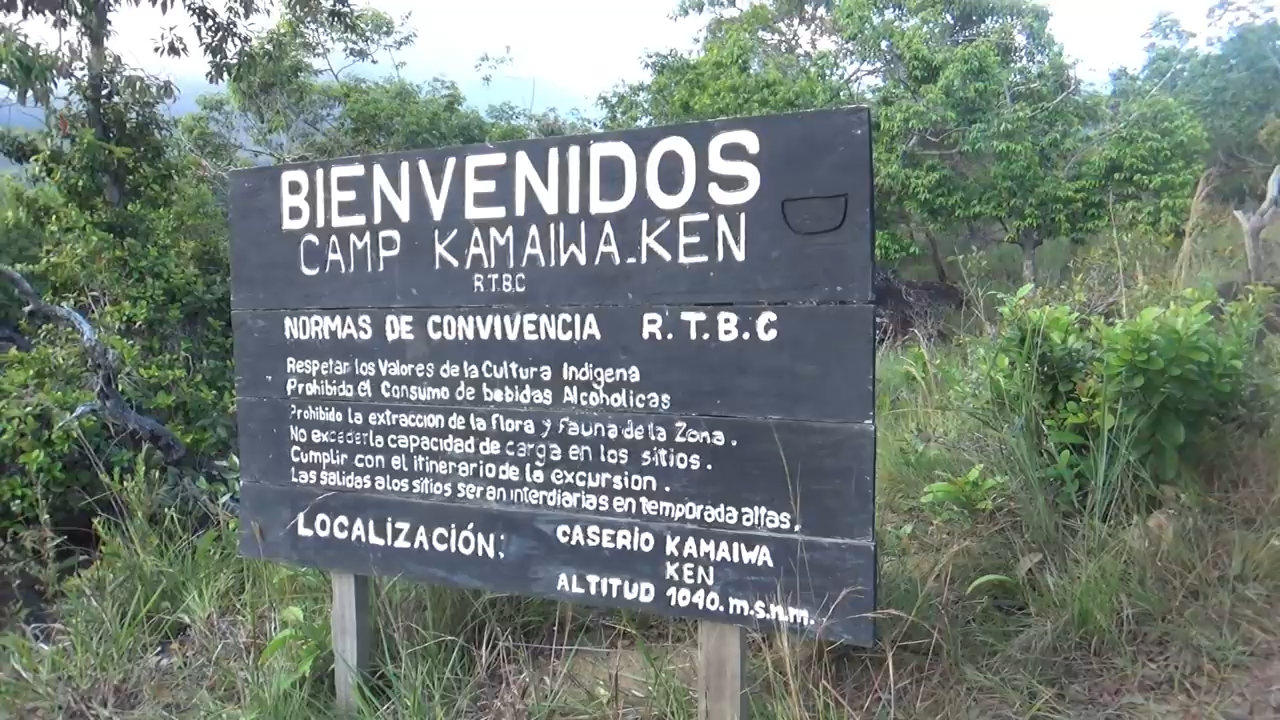 BIENVENIDOS
CAMP KAMAIWA-KEN
R.T.B.C
NORMAS DE CONVIVENCIA R.T.B.C
Respetar los Valores de la Cultura Indigena
Prohibido el Consumo de bebidas Alcoholicas
Prohibido la extraccion de la flora y fauna de la Zona.
No exceder la capacidad de carga en los sitios.
Cumplir con el itinerario de la excursion.
Las salidas a los sitios seran interdiarias en temporada altas.
LOCALIZACIÓN: CASERIO KAMAIWA
KEN
ALTITUD 1040.m.s.n.m.